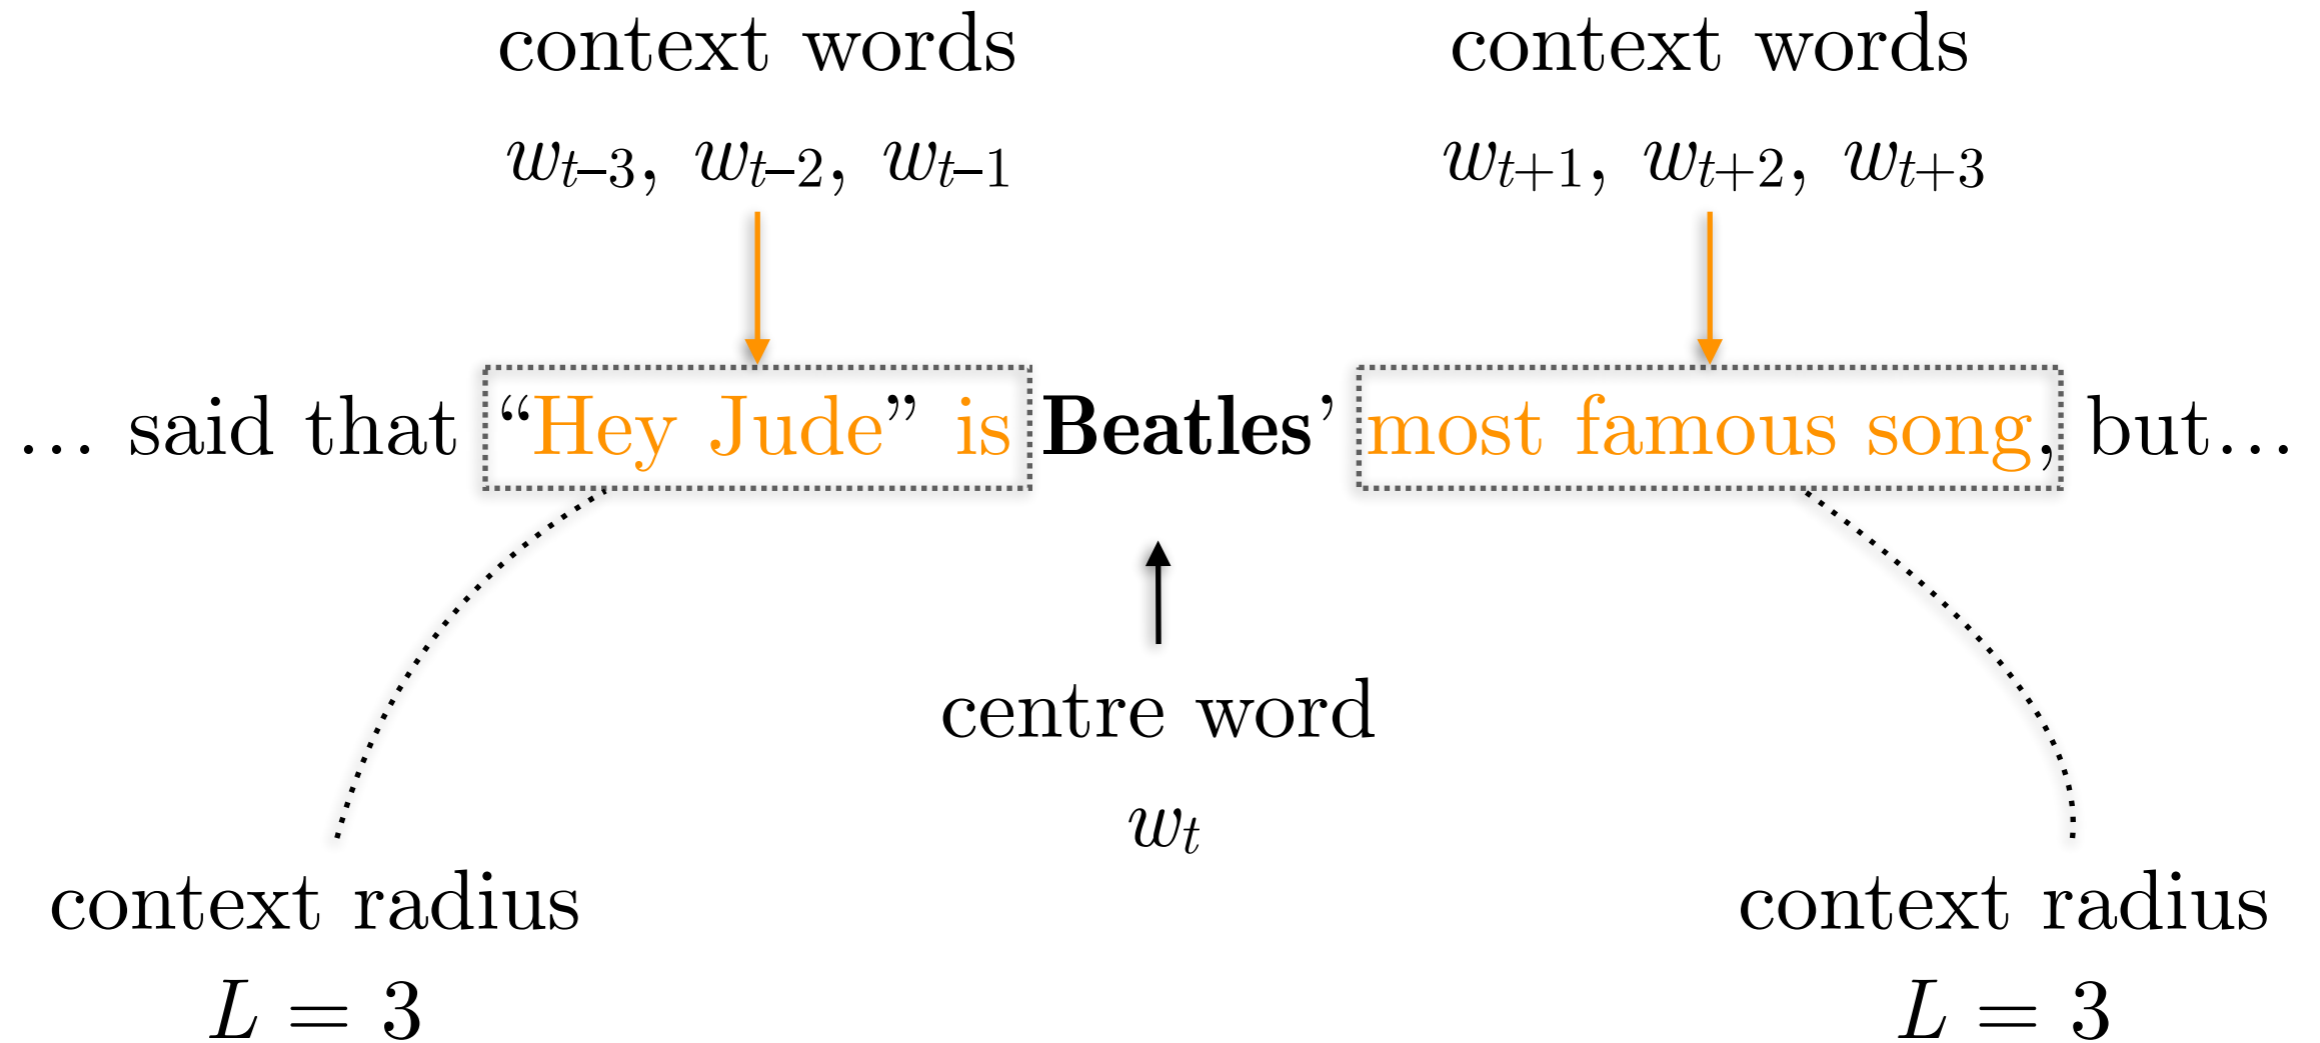 context words context words
w_{t–3}, w_{t–2}, w_{t–1} w_{t+1}, w_{t+2}, w_{t+3}
… said that “Hey Jude” is Beatles’ most famous song, but…
centre word
w_t
context radius context radius
L = 3 L = 3